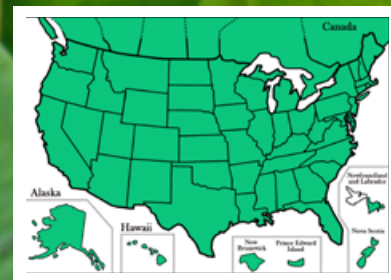 Canada
Alaska
Hawaii
New
Brunswick
Prince Edward
Island
Newfoundland
and Labrador
Nova Scotia